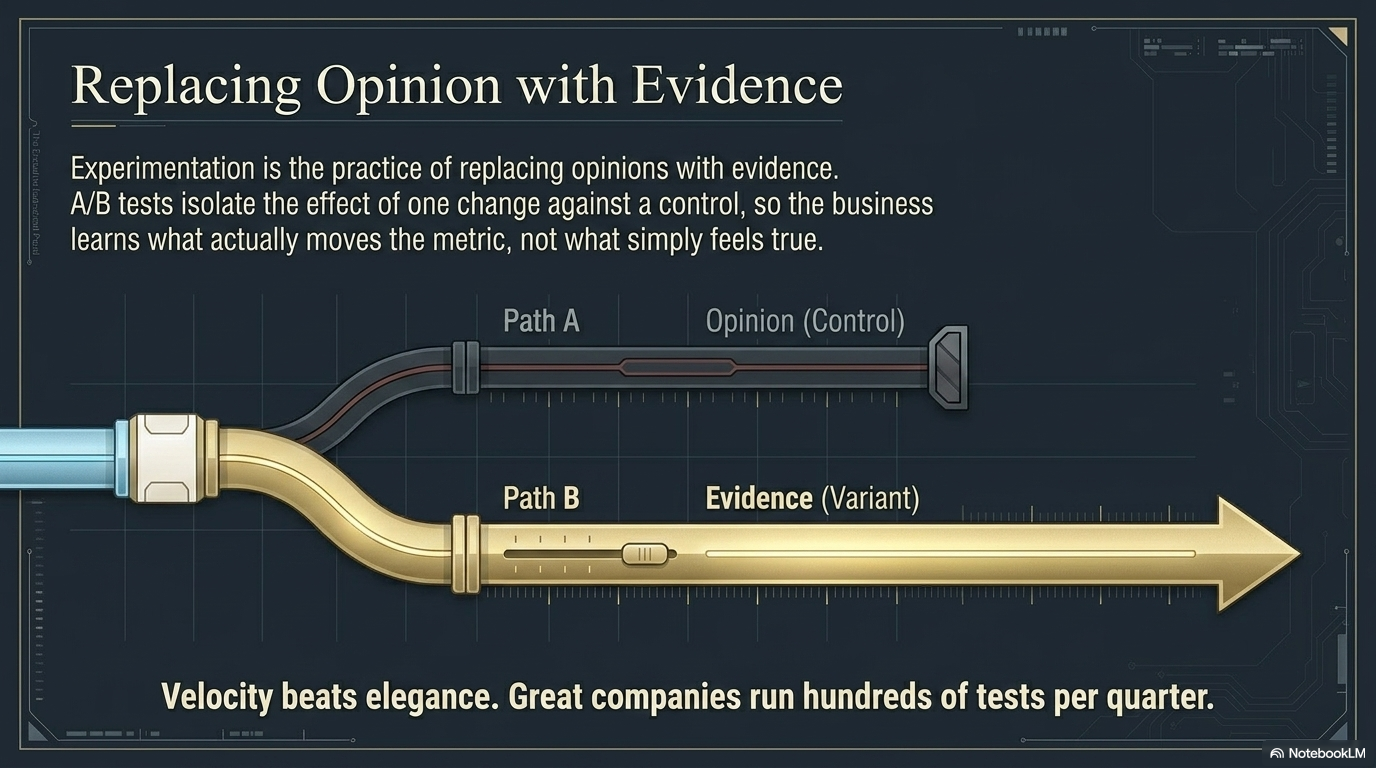 Replacing Opinion with Evidence
Experimentation is the practice of replacing opinions with evidence.
A/B tests isolate the effect of one change against a control, so the business
learns what actually moves the metric, not what simply feels true.
Path A
Opinion (Control)
Path B
Evidence (Variant)
Velocity beats elegance. Great companies run hundreds of tests per quarter.
NotebookLM